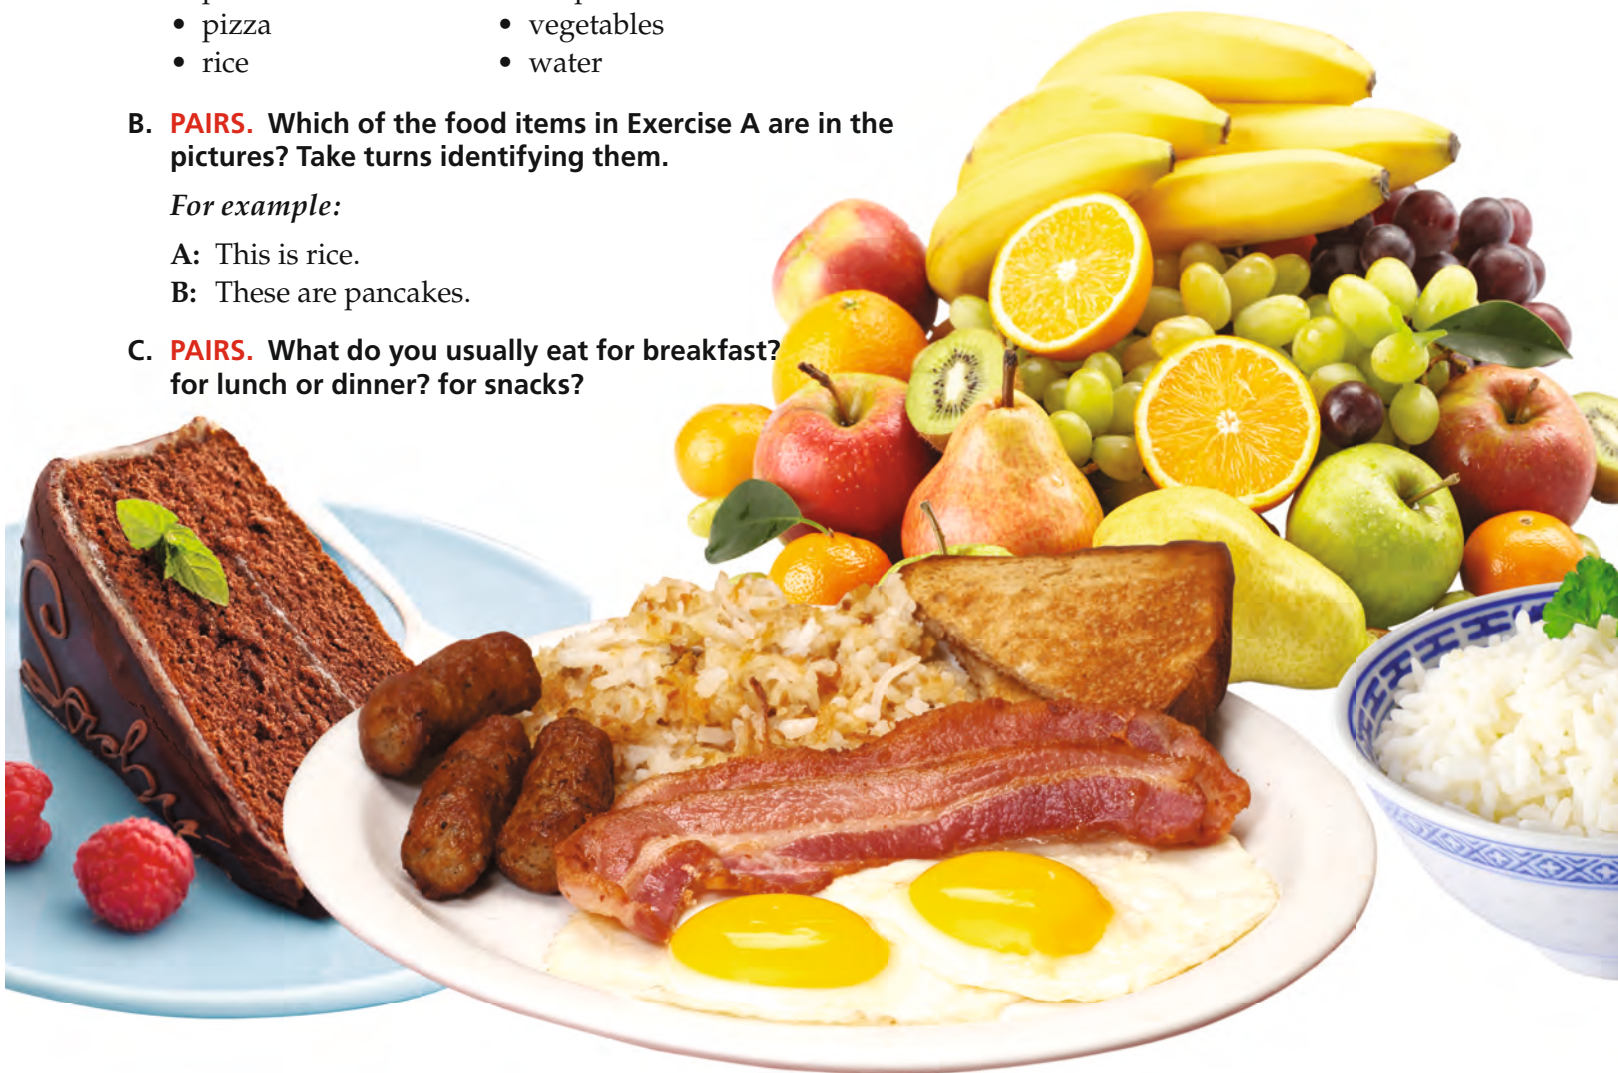 • pizza
• vegetables
• rice
• water
B. PAIRS. Which of the food items in Exercise A are in the
pictures? Take turns identifying them.
For example:
A: This is rice.
B: These are pancakes.
C. PAIRS. What do you usually eat for breakfast?
for lunch or dinner? for snacks?